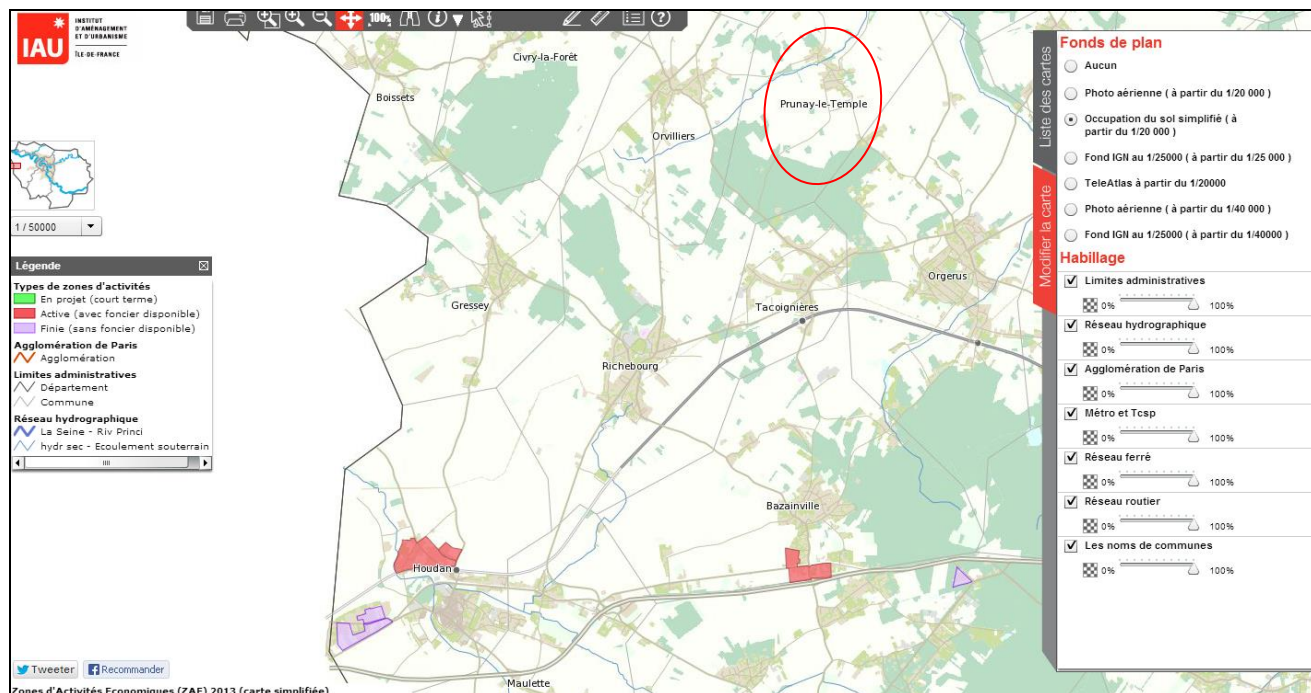 IAU
INSTITUT
D'AMÉNAGEMENT
ET D'URBANISME
ÎLE-DE-FRANCE
100%
1 / 50000
Légende
Types de zones d'activités
En projet (court terme)
Active (avec foncier disponible)
Finie (sans foncier disponible)
Agglomération de Paris
Agglomération
Limites administratives
Département
Commune
Réseau hydrographique
La Seine - Riv Princi
hydr sec - Ecoulement souterrain
Tweeter
Recommander
Zones d'Activités Economiques (ZAE) 2013 (carte simplifiée)
Civry-la-Forêt
Boissets
Prunay-le-Temple
Orvilliers
Orgerus
Gressey
Tacoignières
Richebourg
Bazainville
Houdan
Maulette
Liste des cartes
Modifier la carte
Fonds de plan
Aucun
Photo aérienne ( à partir du 1/20 000 )
Occupation du sol simplifié ( à
partir du 1/20 000 )
Fond IGN au 1/25000 ( à partir du 1/25 000 )
TeleAtlas à partir du 1/20000
Photo aérienne ( à partir du 1/40 000 )
Fond IGN au 1/25000 ( à partir du 1/40000 )
Habillage
Limites administratives
0% 100%
Réseau hydrographique
0% 100%
Agglomération de Paris
0% 100%
Métro et Tcsp
0% 100%
Réseau ferré
0% 100%
Réseau routier
0% 100%
Les noms de communes
0% 100%